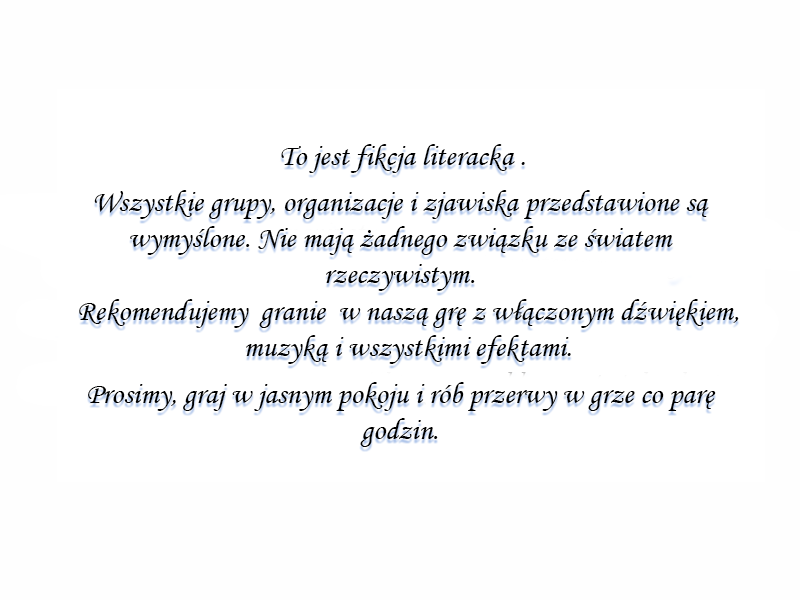 To jest fikcja literacka .
Wszystkie grupy, organizacje i zjawiska przedstawione są
wymyślone. Nie mają żadnego związku ze światem
rzeczywistym.
Rekomendujemy  granie  w naszą grę z włączonym dźwiękiem,
muzyką i wszystkimi efektami.
Prosimy, graj w jasnym pokoju i rób przerwy w grze co parę
godzin.